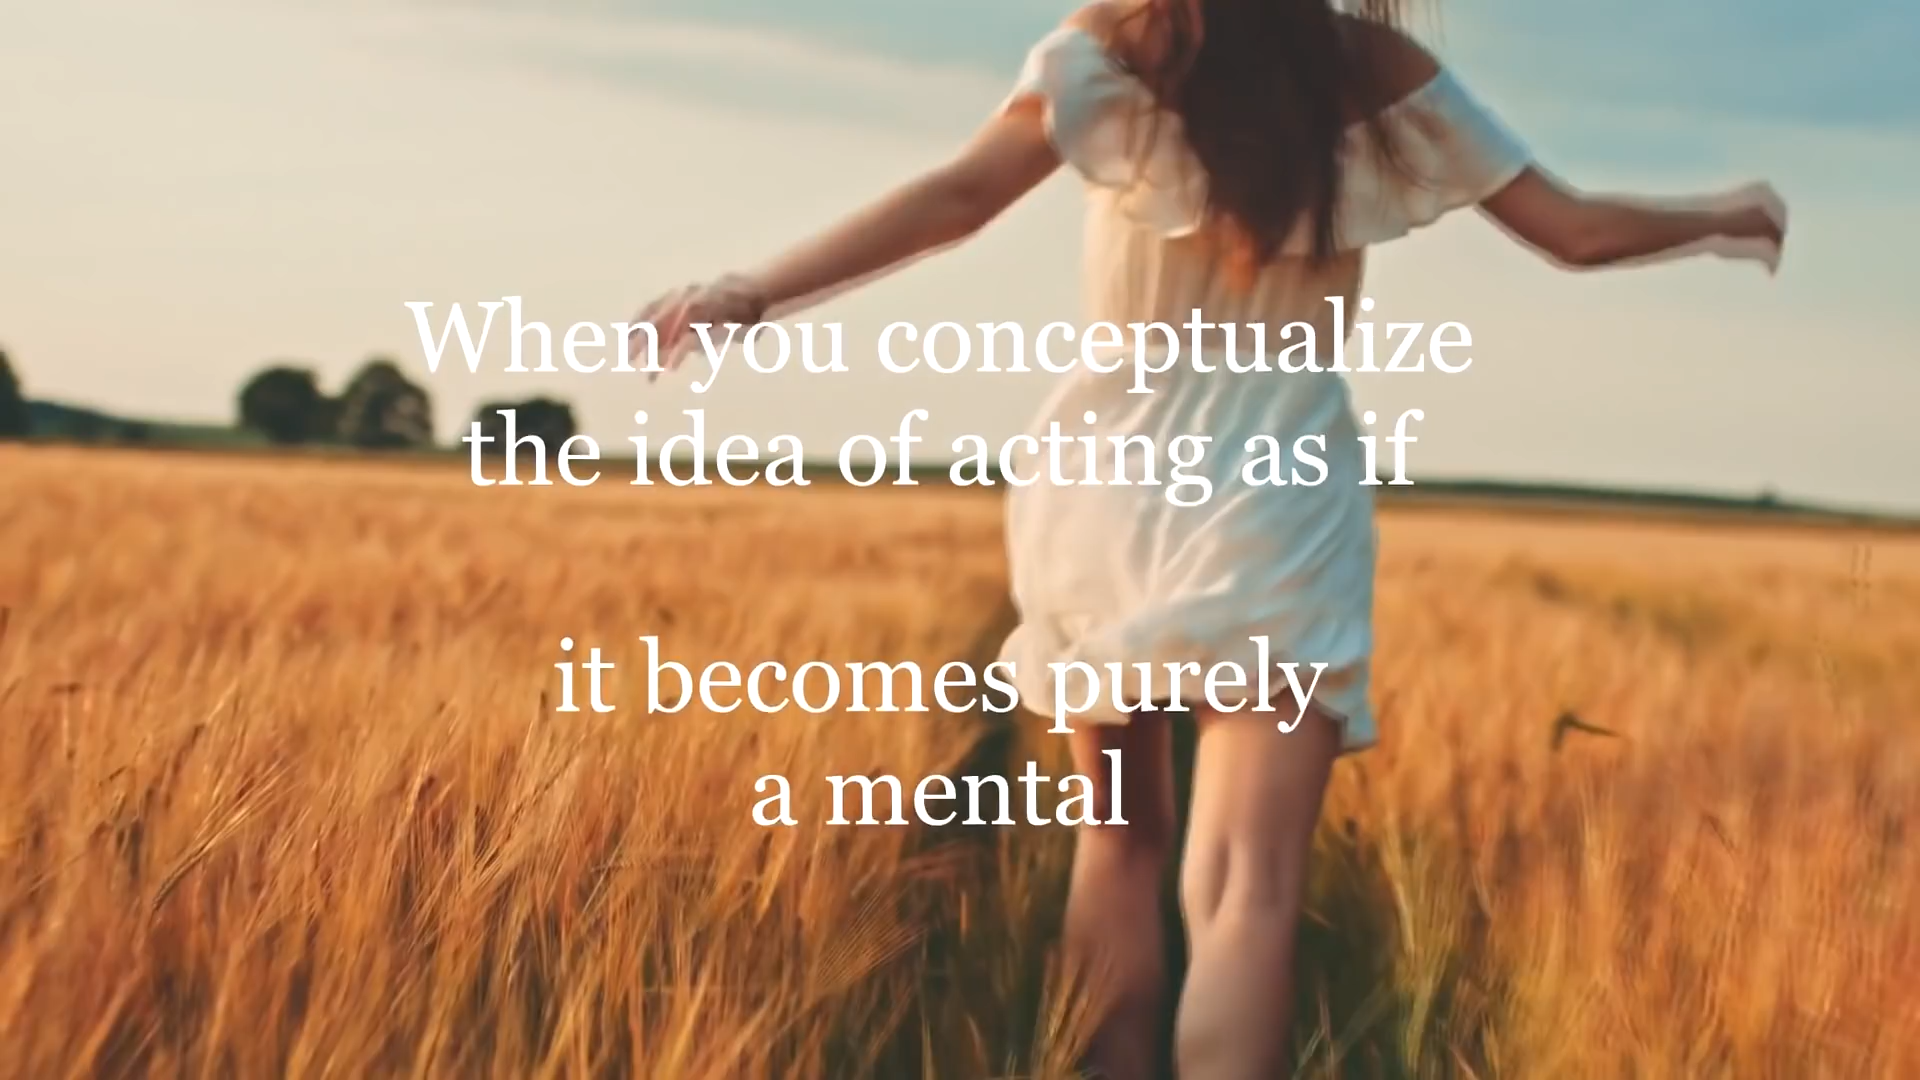 When you conceptualize
the idea of acting as if
it becomes purely
a mental